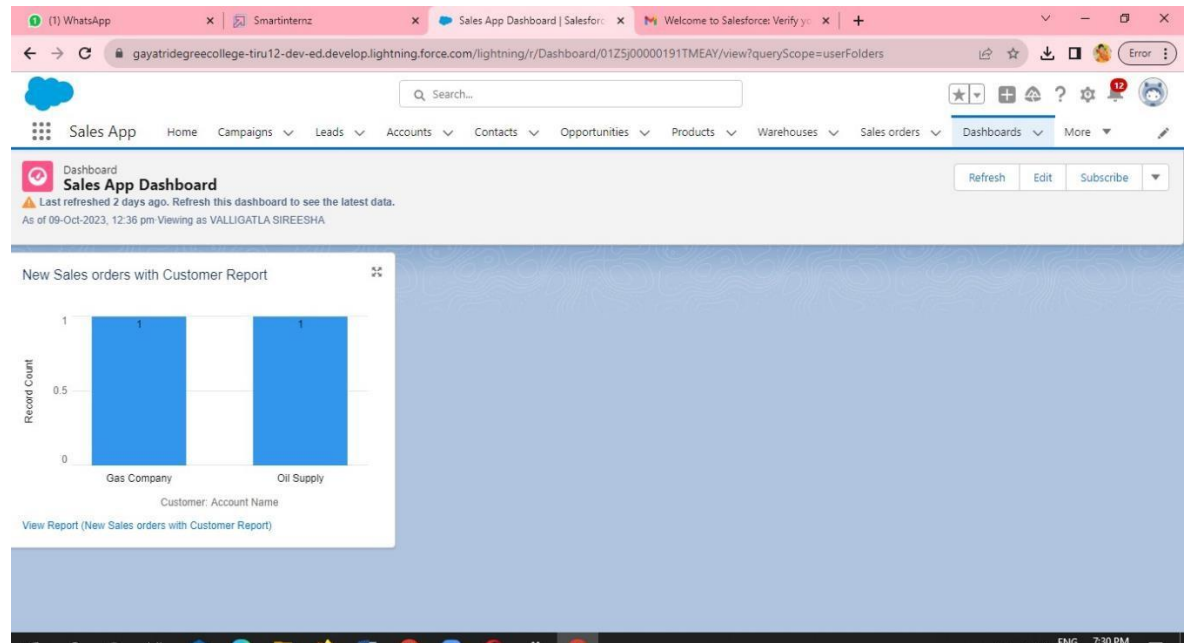 (1) WhatsApp
Smartinternz
Sales App Dashboard | Salesforc
Welcome to Salesforce: Verify yo
gayatridegreecollege-tiru12-dev-ed.develop.lightning.force.com/lightning/r/Dashboard/01Z5j00000191TMEAY/view?queryScope=userFolders
Error
Search...
12
Sales App Home Campaigns Leads Accounts Contacts Opportunities Products Warehouses Sales orders Dashboards More
Dashboard
Sales App Dashboard
Last refreshed 2 days ago. Refresh this dashboard to see the latest data.
As of 09-Oct-2023, 12:36 pm·Viewing as VALLIGATLA SIREESHA
Refresh Edit Subscribe
New Sales orders with Customer Report
Record Count
1
0.5
0
1 1
Gas Company Oil Supply
Customer: Account Name
View Report (New Sales orders with Customer Report)
ENG 7:30 PM